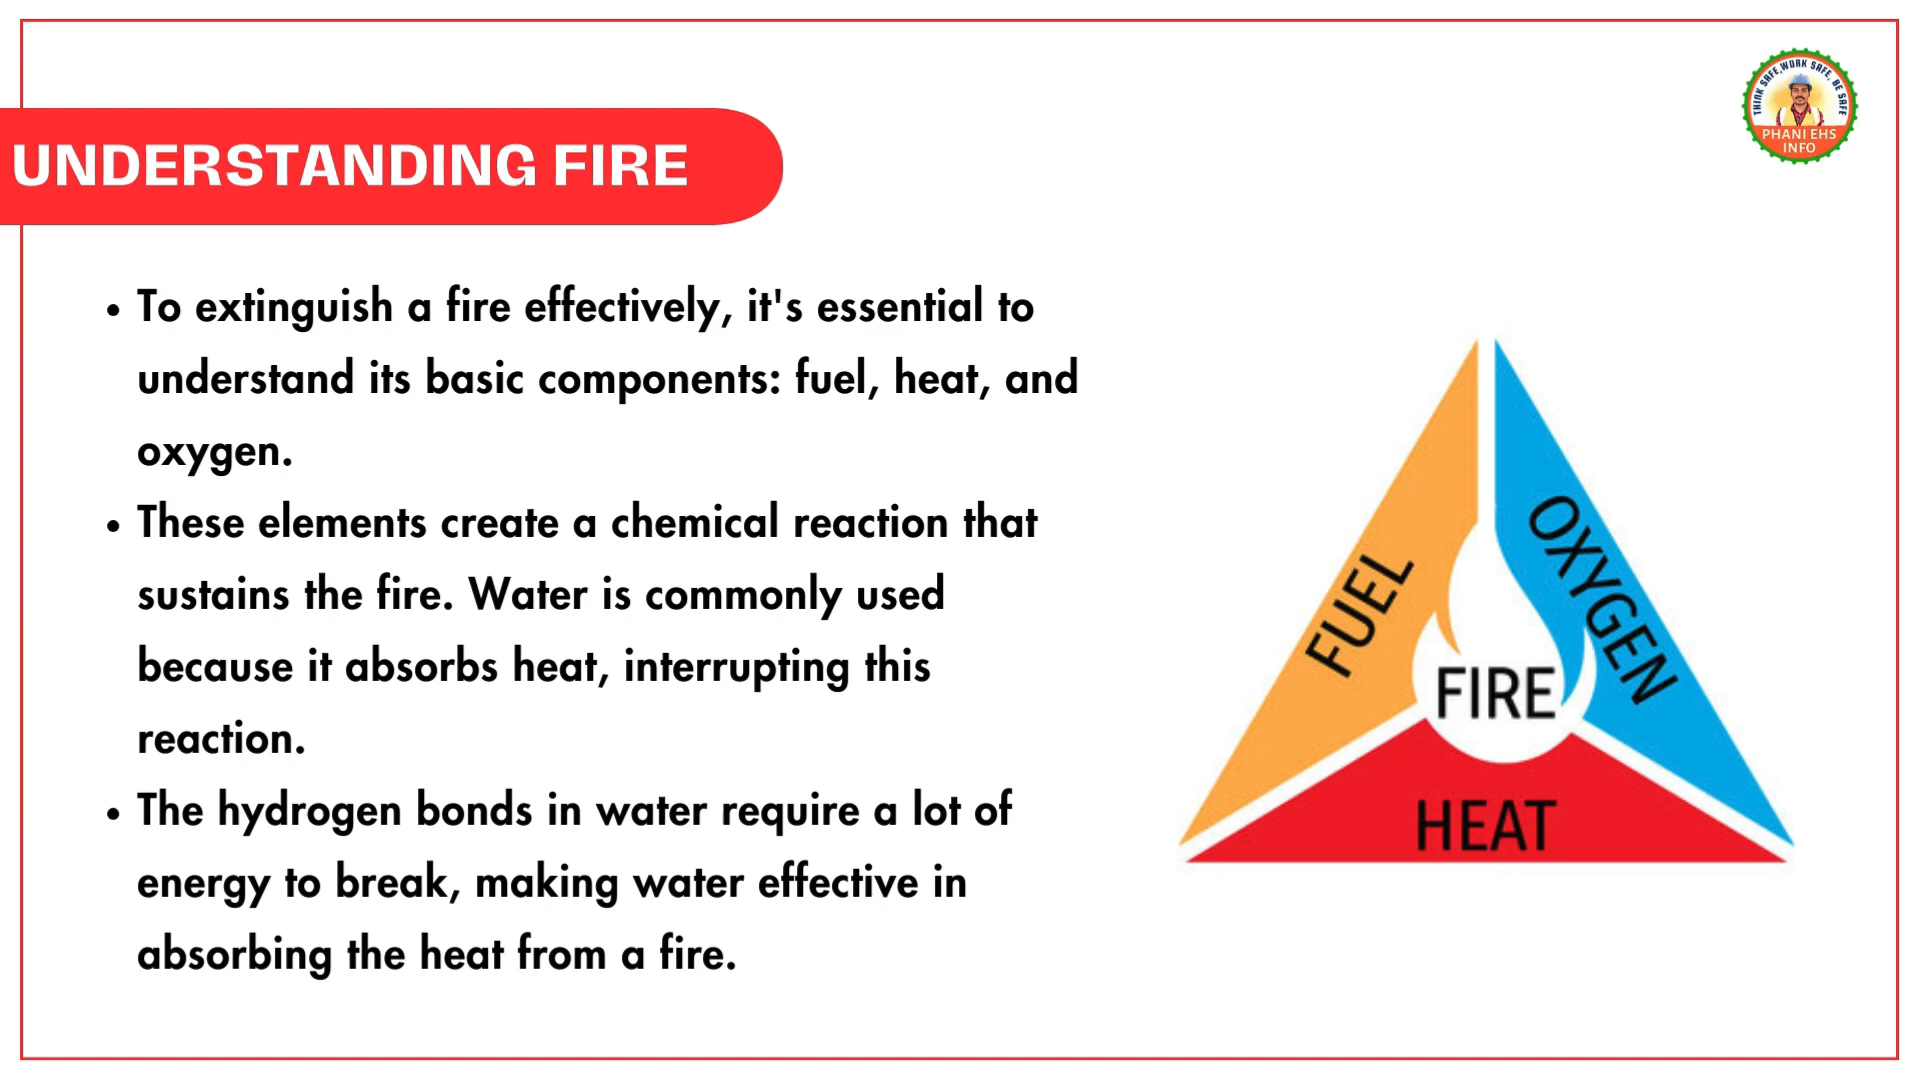 THINK SAFE, WORK SAFE, BE SAFE
PHANI EHS
INFO
UNDERSTANDING FIRE
• To extinguish a fire effectively, it's essential to
understand its basic components: fuel, heat, and
oxygen.
• These elements create a chemical reaction that
sustains the fire. Water is commonly used
because it absorbs heat, interrupting this
reaction.
• The hydrogen bonds in water require a lot of
energy to break, making water effective in
absorbing the heat from a fire.
FUEL
OXYGEN
FIRE
HEAT